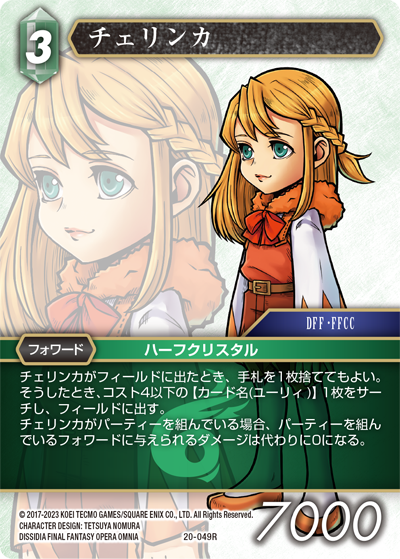 3
チェリンカ
DFF・FFCC
フォワード
ハーフクリスタル
チェリンカがフィールドに出たとき、手札を1枚捨ててもよい。
そうしたとき、コスト4以下の【カード名(ユーリィ)】1枚をサー
チし、フィールドに出す。
チェリンカがパーティーを組んでいる場合、パーティーを組
んでいるフォワードに与えられるダメージは代わりに0になる。
© 2017-2023 KOEI TECMO GAMES/SQUARE ENIX CO., LTD. All Rights Reserved.
CHARACTER DESIGN: TETSUYA NOMURA
DISSIDIA FINAL FANTASY OPERA OMNIA
20-049R
7000